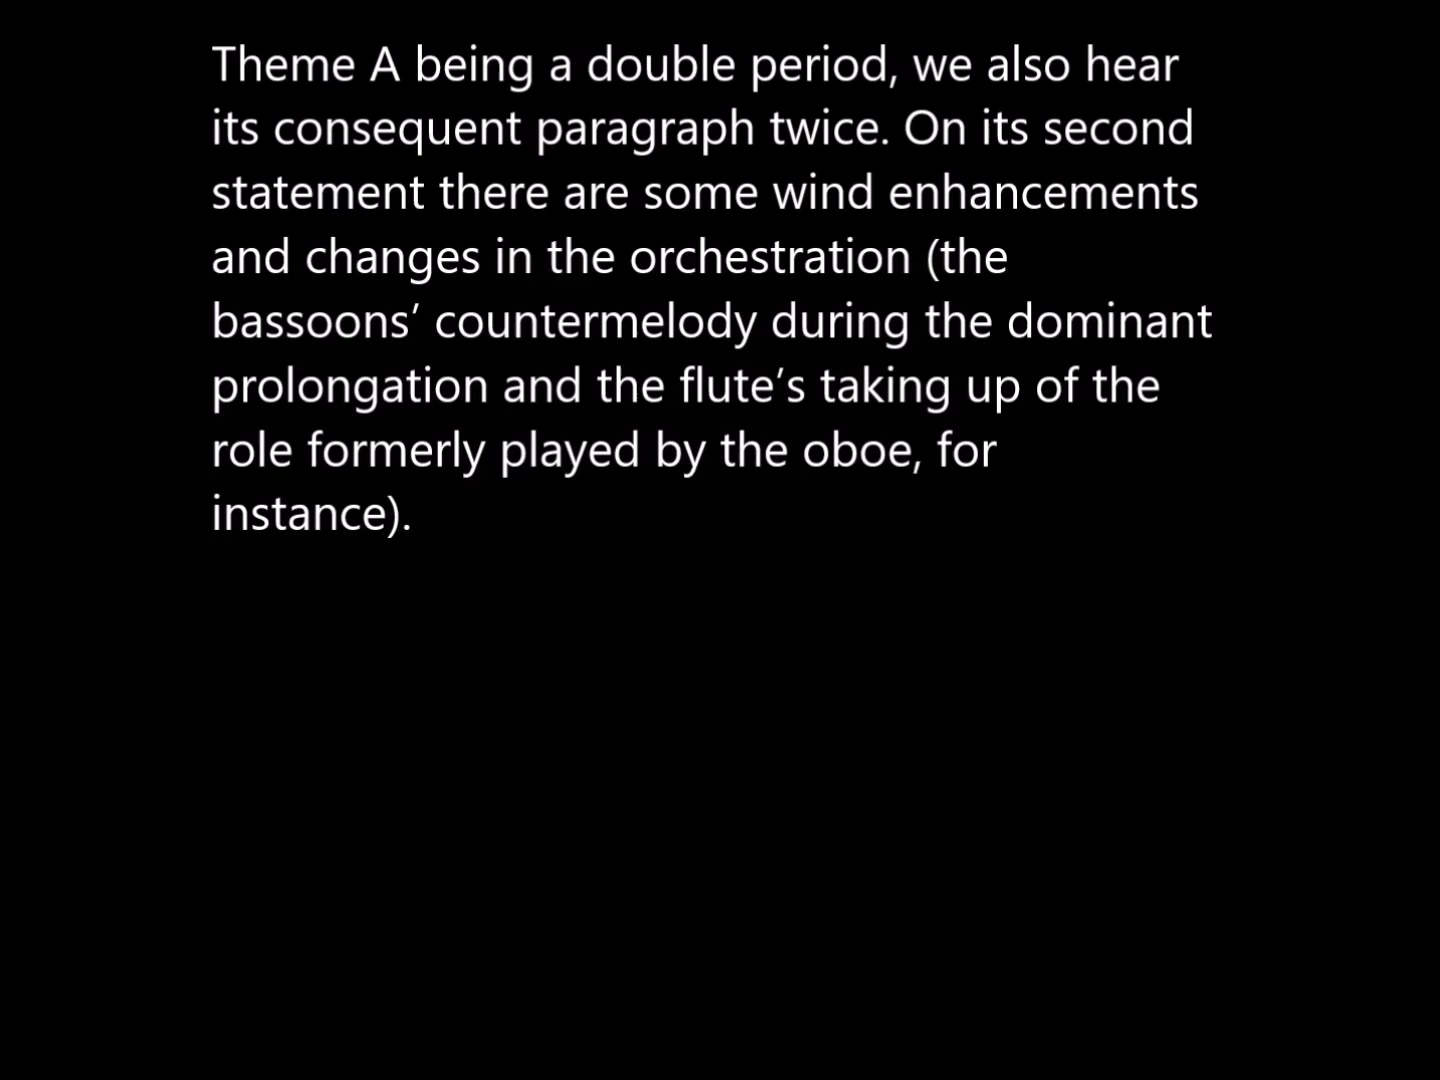 Theme A being a double period, we also hear
its consequent paragraph twice. On its second
statement there are some wind enhancements
and changes in the orchestration (the
bassoons’ countermelody during the dominant
prolongation and the flute’s taking up of the
role formerly played by the oboe, for
instance).